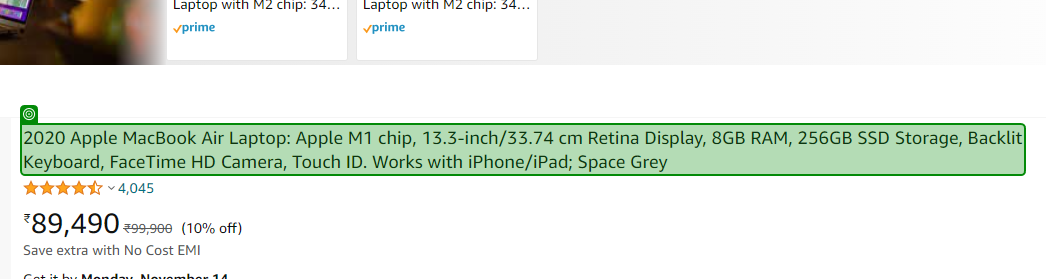 Laptop with M2 chip: 34... Laptop with M2 chip: 34...
prime prime
2020 Apple MacBook Air Laptop: Apple M1 chip, 13.3-inch/33.74 cm Retina Display, 8GB RAM, 256GB SSD Storage, Backlit
Keyboard, FaceTime HD Camera, Touch ID. Works with iPhone/iPad; Space Grey
4,045
₹89,490 ₹99,900 (10% off)
Save extra with No Cost EMI
Get it by Monday, November 14